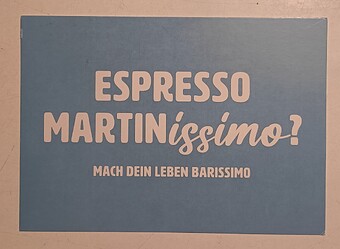 ESPRESSO
MARTINissimo?
MACH DEIN LEBEN BARISSIMO